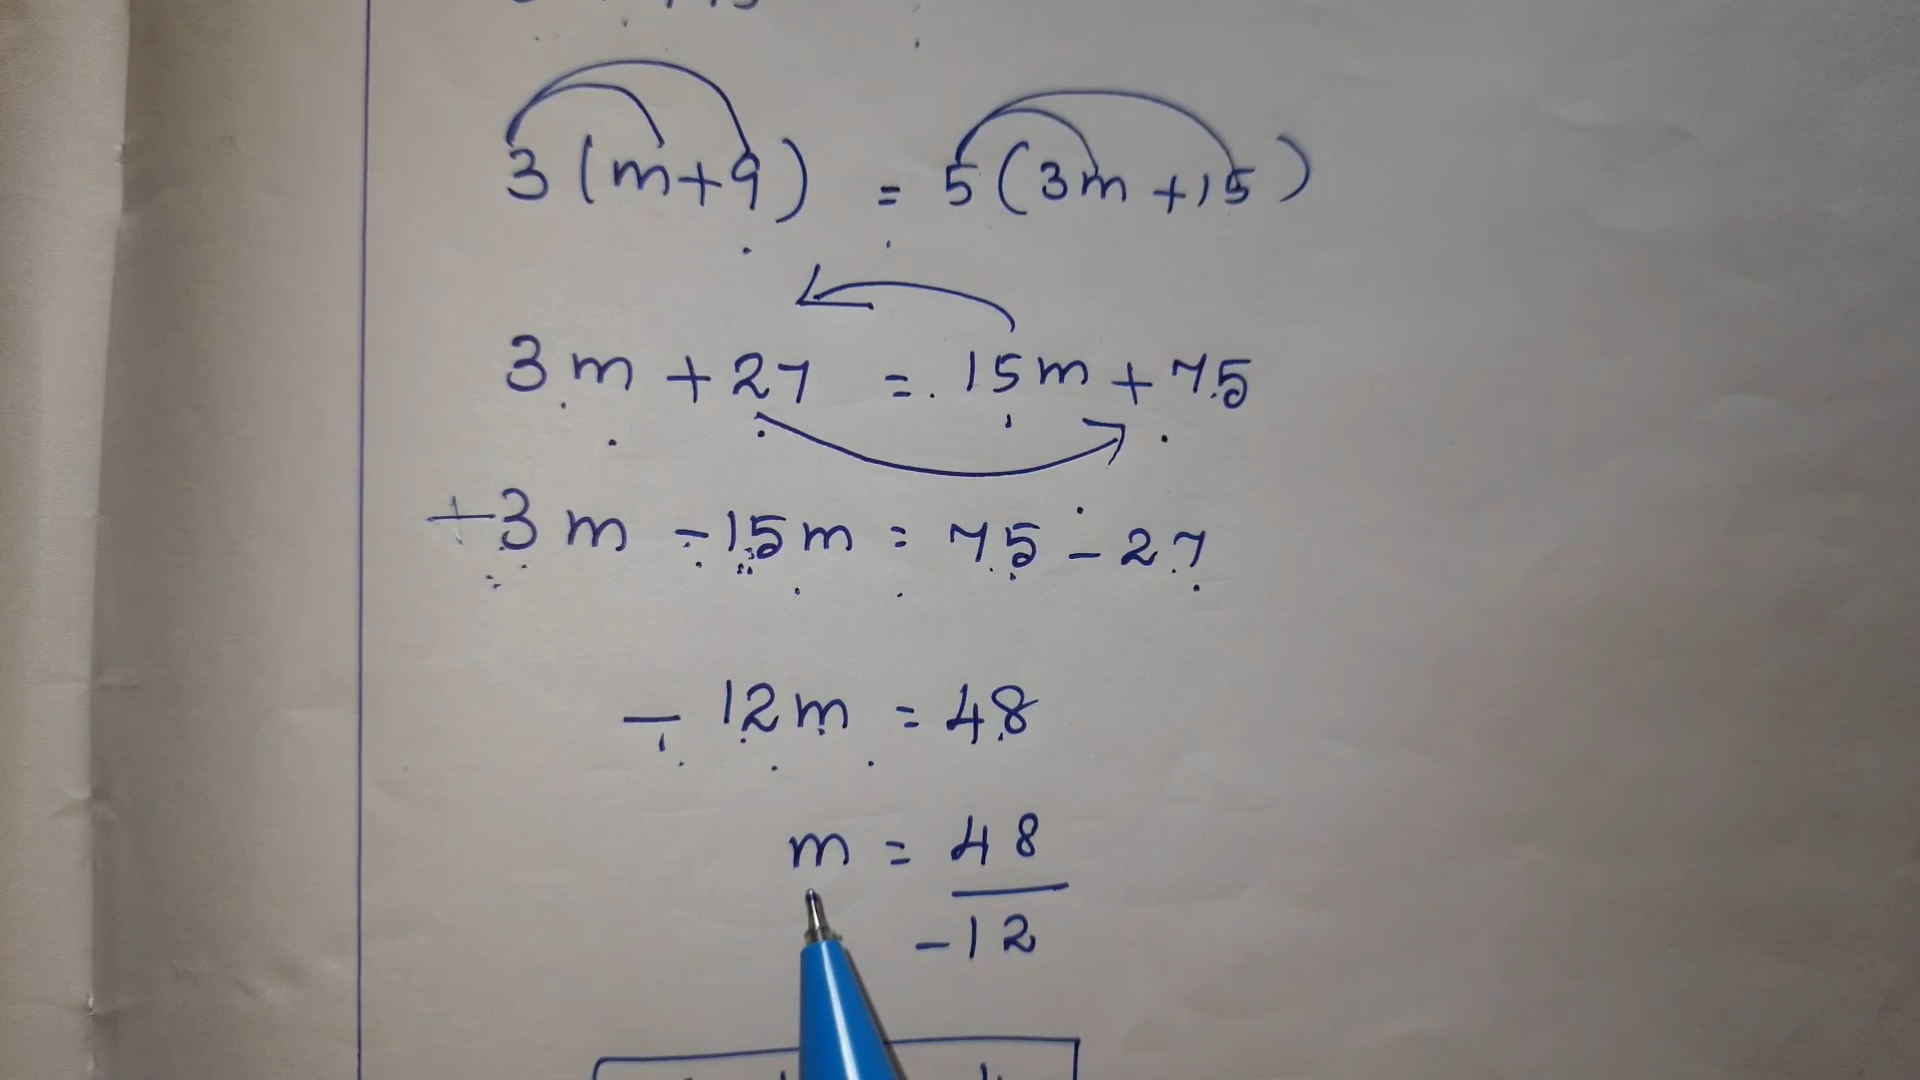 3(m+9) = 5(3m+15)
3m+27 = 15m+75
+3m -15m = 75-27
-12m = 48
m = 48
-12